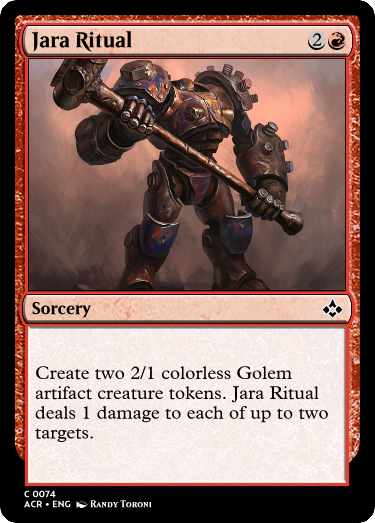 Jara Ritual 2
Sorcery
Create two 2/1 colorless Golem
artifact creature tokens. Jara Ritual
deals 1 damage to each of up to two
targets.
C 0074
ACR • ENG Randy Toroni